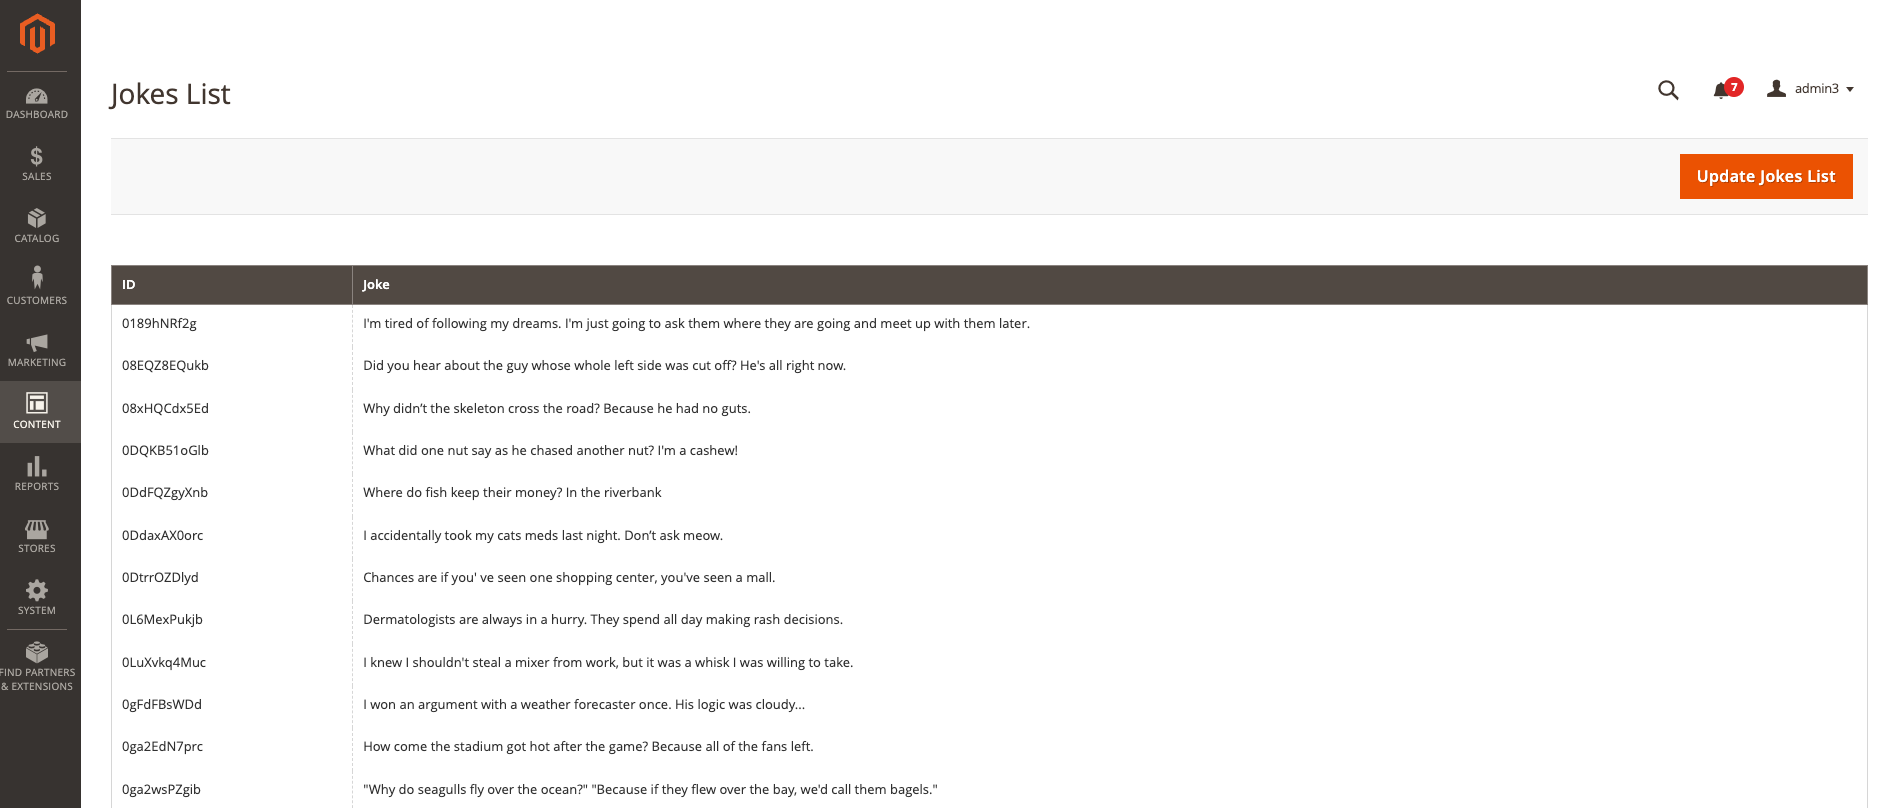 Jokes List
7
admin3
DASHBOARD
SALES
CATALOG
CUSTOMERS
MARKETING
CONTENT
REPORTS
STORES
SYSTEM
FIND PARTNERS
& EXTENSIONS
Update Jokes List
ID Joke
0189hNRf2g I'm tired of following my dreams. I'm just going to ask them where they are going and meet up with them later.
08EQZ8EQukb Did you hear about the guy whose whole left side was cut off? He's all right now.
08xHQCdx5Ed Why didn’t the skeleton cross the road? Because he had no guts.
0DQKB51oGlb What did one nut say as he chased another nut? I'm a cashew!
0DdFQZgyXnb Where do fish keep their money? In the riverbank
0DdaxAX0orc I accidentally took my cats meds last night. Don’t ask meow.
0DtrrOZDlyd Chances are if you' ve seen one shopping center, you've seen a mall.
0L6MexPukjb Dermatologists are always in a hurry. They spend all day making rash decisions.
0LuXvkq4Muc I knew I shouldn't steal a mixer from work, but it was a whisk I was willing to take.
0gFdFBsWDd I won an argument with a weather forecaster once. His logic was cloudy...
0ga2EdN7prc How come the stadium got hot after the game? Because all of the fans left.
0ga2wsPZgib "Why do seagulls fly over the ocean?" "Because if they flew over the bay, we'd call them bagels."